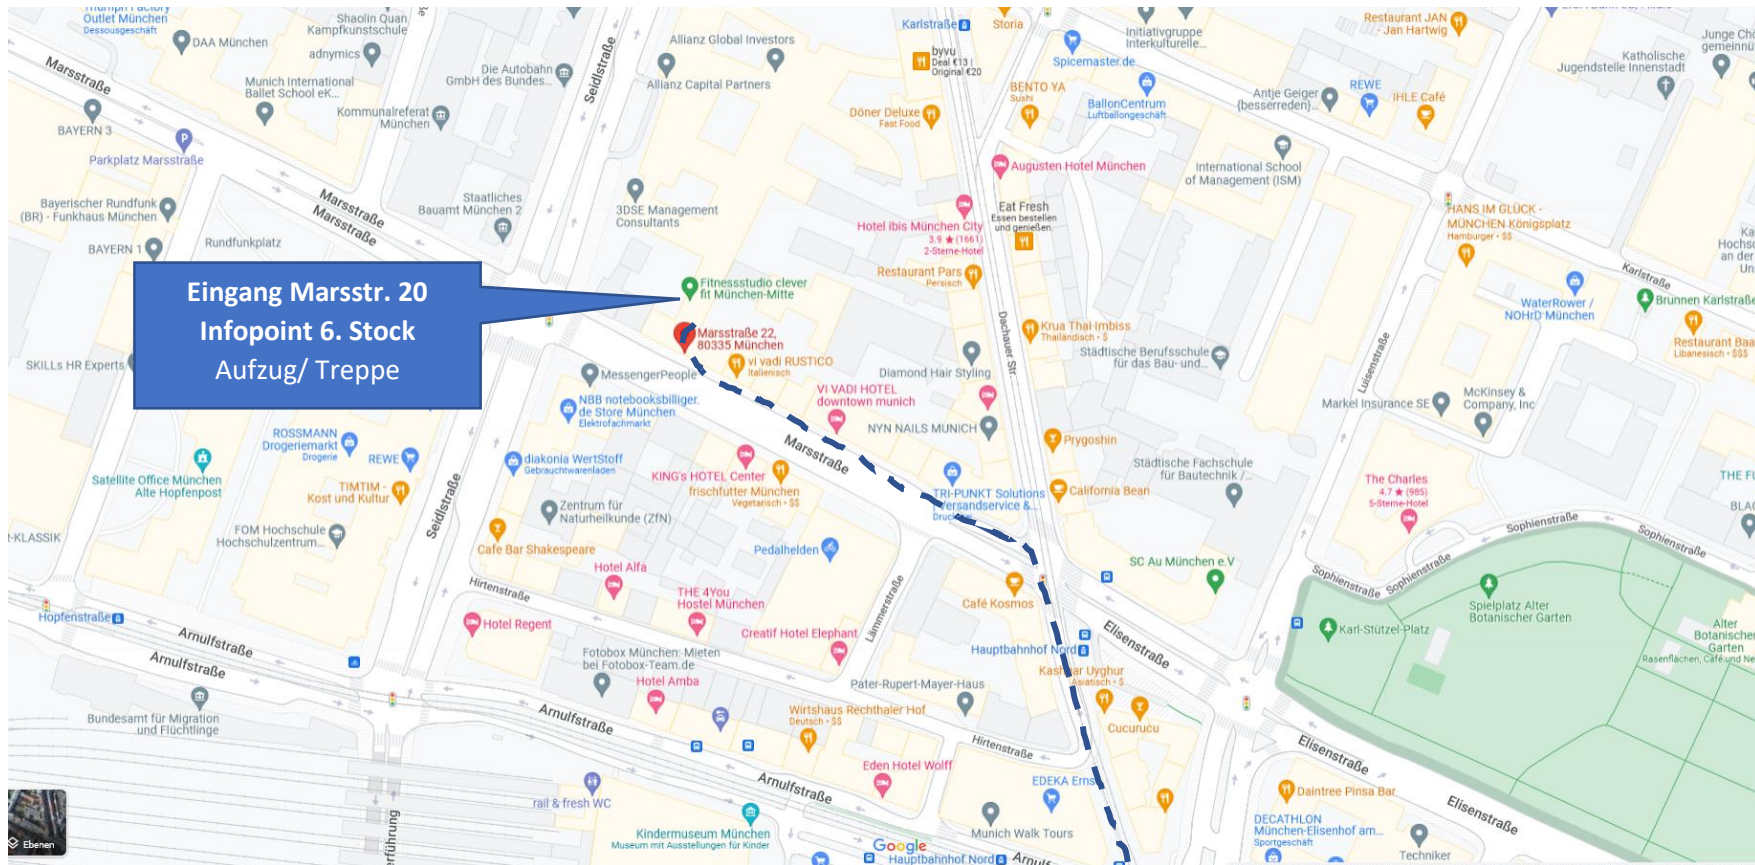 Triumph Factory
Outlet München
Dessousgeschäft
DAA München
Shaolin Quan
Kampfkunstschule
adnymics
Munich International
Ballet School eK...
Kommunalreferat
München
Die Autobahn
GmbH des Bundes...
Seidlstraße
Allianz Global Investors
Allianz Capital Partners
Karlstraße
Storia
byvu
Deal €13 |
Original €20
Döner Deluxe
Fast Food
BENTO YA
Sushi
Initiativgruppe
Interkulturelle...
Spicemaster.de
BallonCentrum
Luftballongeschäft
Restaurant JAN
- Jan Hartwig
Antje Geiger
{besserreden}...
REWE
IHLE Café
Katholische
Jugendstelle Innenstadt
Marsstraße
BAYERN 3
P
Parkplatz Marsstraße
Bayerischer Rundfunk
(BR) - Funkhaus München
BAYERN 1
Rundfunkplatz
Marsstraße
Marsstraße
Staatliches
Bauamt München 2
3DSE Management
Consultants
Augusten Hotel München
International School
of Management (ISM)
Hotel ibis München City
3.9 ★ (1661)
2-Sterne-Hotel
Eat Fresh
Essen bestellen
und genießen.
Restaurant Pars
Persisch
HANS IM GLÜCK -
MÜNCHEN Königsplatz
Hamburger • $$
Karlstraße
WaterRower /
NOHrD München
Brunnen Karlstraße
Restaurant Baa
Libanesisch • $$$
Eingang Marsstr. 20
Infopoint 6. Stock
Aufzug/ Treppe
Fitnessstudio clever
fit München-Mitte
Marsstraße 22,
80335 München
vi vadi RUSTICO
Italienisch
MessengerPeople
NBB notebooksbilliger.
de Store München
Elektrofachmarkt
Diamond Hair Styling
VI VADI HOTEL
downtown munich
NYN NAILS MUNICH
Dachauer Str.
Krua Thai Imbiss
Thailändisch • $
Städtische Berufsschule
für das Bau- und...
Luisenstraße
Markel Insurance SE
McKinsey &
Company, Inc
SKILLs HR Experts
ROSSMANN
Drogeriemarkt
Drogerie
REWE
Satellite Office München
Alte Hopfenpost
TIMTIM -
Kost und Kultur
FOM Hochschule
Hochschulzentrum...
Seidlstraße
diakonia WertStoff
Gebrauchtwarenladen
KING's HOTEL Center
frischfutter München
Vegetarisch • $$
Marsstraße
Zentrum für
Naturheilkunde (ZfN)
Cafe Bar Shakespeare
Pedalhelden
TRI-PUNKT Solutions
Prygoshin
California Bean
Städtische Fachschule
für Bautechnik /...
The Charles
4.7 ★ (985)
5-Sterne-Hotel
SC Au München e.V
Sophienstraße
Sophienstraße
Sophienstraße
Sophienstraße
Spielplatz Alter
Botanischer Garten
Karl-Stützel-Platz
Alter
Botanischer
Garten
Hopfenstraße
Arnulfstraße
Arnulfstraße
Hirtenstraße
Hotel Alfa
Hotel Regent
THE 4You
Hostel München
Creatif Hotel Elephant
Lämmerstraße
Café Kosmos
Hauptbahnhof Nord
Elisenstraße
Fotobox München: Mieten
bei Fotobox-Team.de
Hotel Amba
Pater-Rupert-Mayer-Haus
Wirtshaus Rechthaler Hof
Deutsch • $$
Cucurucu
Bundesamt für Migration
und Flüchtlinge
Arnulfstraße
Hirtenstraße
Eden Hotel Wolff
Arnulfstraße
EDEKA Ernst
Elisenstraße
Daintree Pinsa Bar
Elisenstraße
rail & fresh WC
Kindermuseum München
Museum mit Ausstellungen für Kinder
Munich Walk Tours
DECATHLON
München-Elisenhof am...
Sportgeschäft
Techniker
Ebenen
Google
Hauptbahnhof Nord